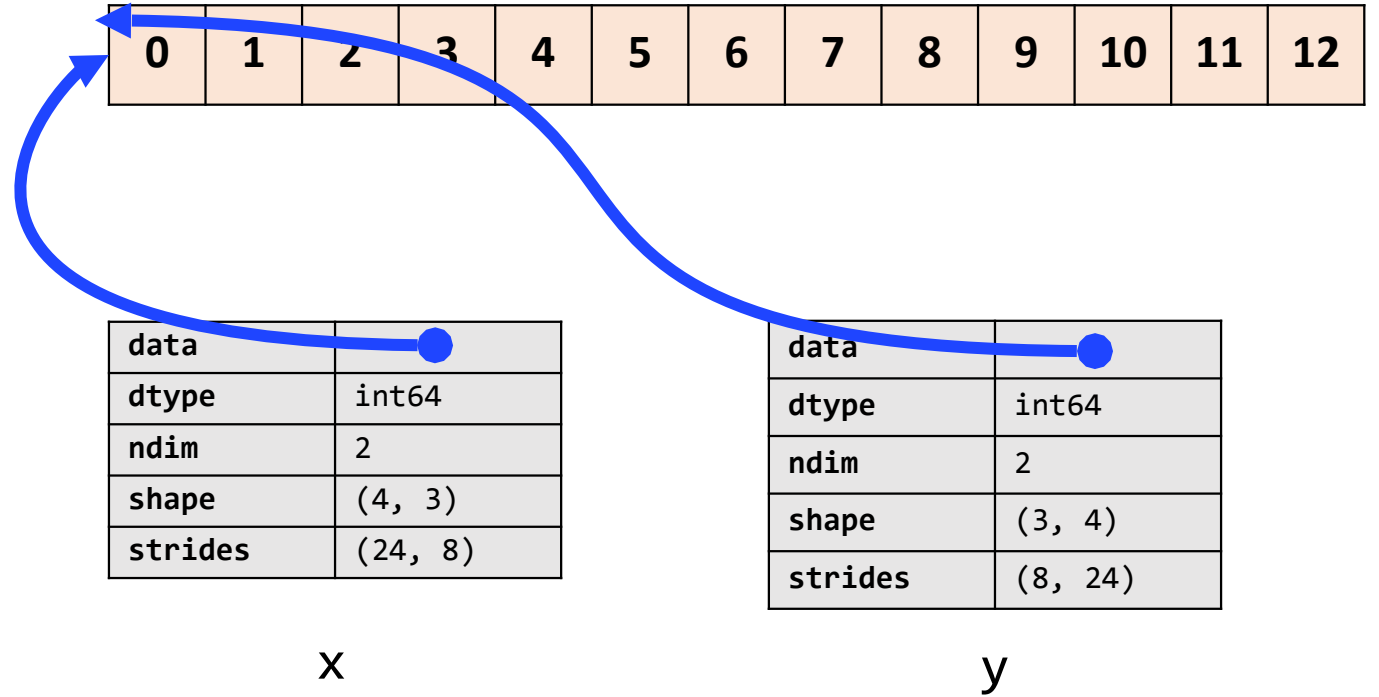 0 1 2 3 4 5 6 7 8 9 10 11 12
data
dtype int64
ndim 2
shape (4, 3)
strides (24, 8)
x
data
dtype int64
ndim 2
shape (3, 4)
strides (8, 24)
y